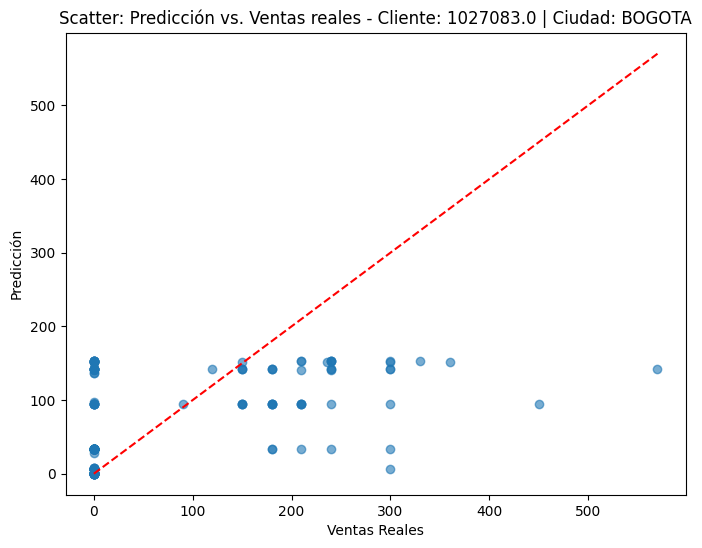 Scatter: Predicción vs. Ventas reales - Cliente: 1027083.0 | Ciudad: BOGOTA
500
400
300
200
100
0
Predicción
0 100 200 300 400 500
Ventas Reales